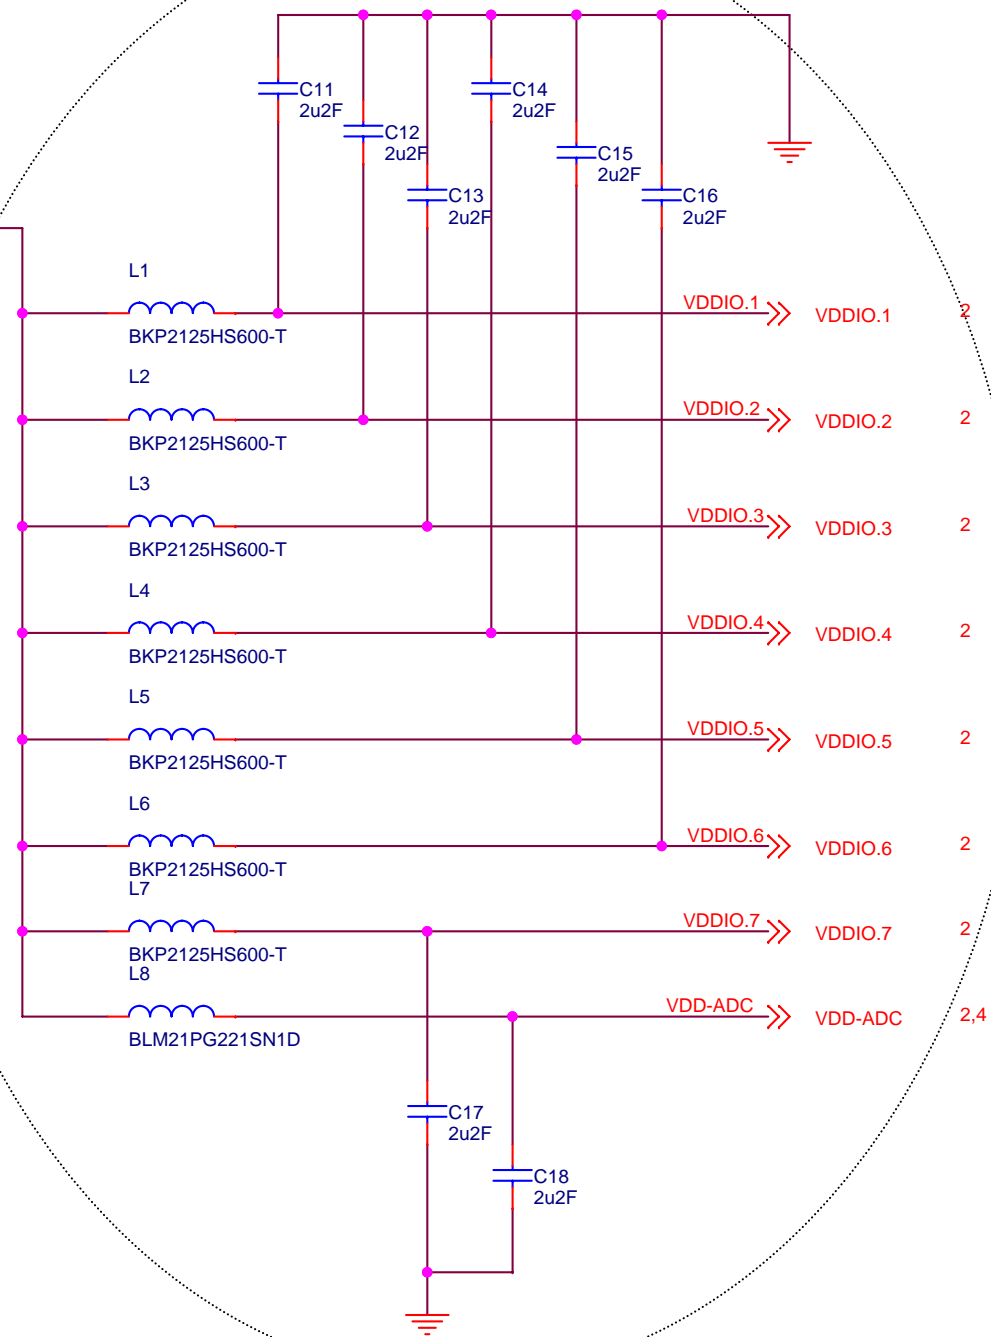 C11
2u2F
C14
2u2F
C12
2u2F
C15
2u2F
C13
2u2F
C16
2u2F
L1
BKP2125HS600-T
VDDIO.1
VDDIO.1
2
L2
BKP2125HS600-T
VDDIO.2
VDDIO.2
2
L3
BKP2125HS600-T
VDDIO.3
VDDIO.3
2
L4
BKP2125HS600-T
VDDIO.4
VDDIO.4
2
L5
BKP2125HS600-T
VDDIO.5
VDDIO.5
2
L6
BKP2125HS600-T
VDDIO.6
VDDIO.6
2
L7
BKP2125HS600-T
VDDIO.7
VDDIO.7
2
L8
BLM21PG221SN1D
VDD-ADC
VDD-ADC
2,4
C17
2u2F
C18
2u2F